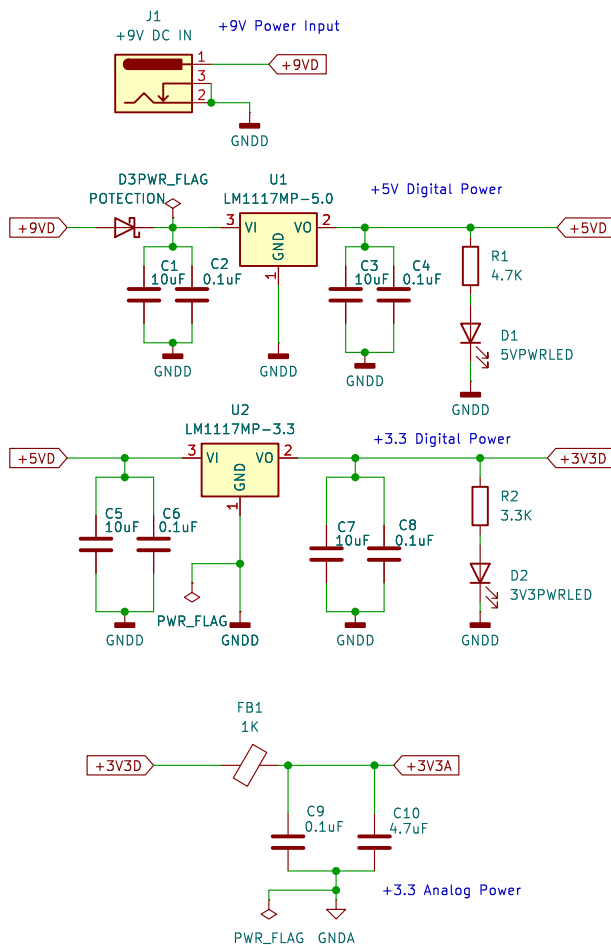 J1
+9V DC IN
+9V Power Input
1
3
2
+9VD
GNDD
D3PWR_FLAG
POTECTION
U1
LM1117MP-5.0
+5V Digital Power
+9VD
3
VI
VO
2
GND
1
+5VD
C1
10uF
C2
0.1uF
C3
10uF
C4
0.1uF
R1
4.7K
D1
5VPWRLED
GNDD
GNDD
GNDD
GNDD
U2
LM1117MP-3.3
+3.3 Digital Power
+5VD
3
VI
VO
2
GND
1
+3V3D
C5
10uF
C6
0.1uF
C7
10uF
C8
0.1uF
R2
3.3K
D2
3V3PWRLED
PWR_FLAG
GNDD
GNDD
GNDD
GNDD
FB1
1K
+3V3D
+3V3A
C9
0.1uF
C10
4.7uF
+3.3 Analog Power
PWR_FLAG
GNDA